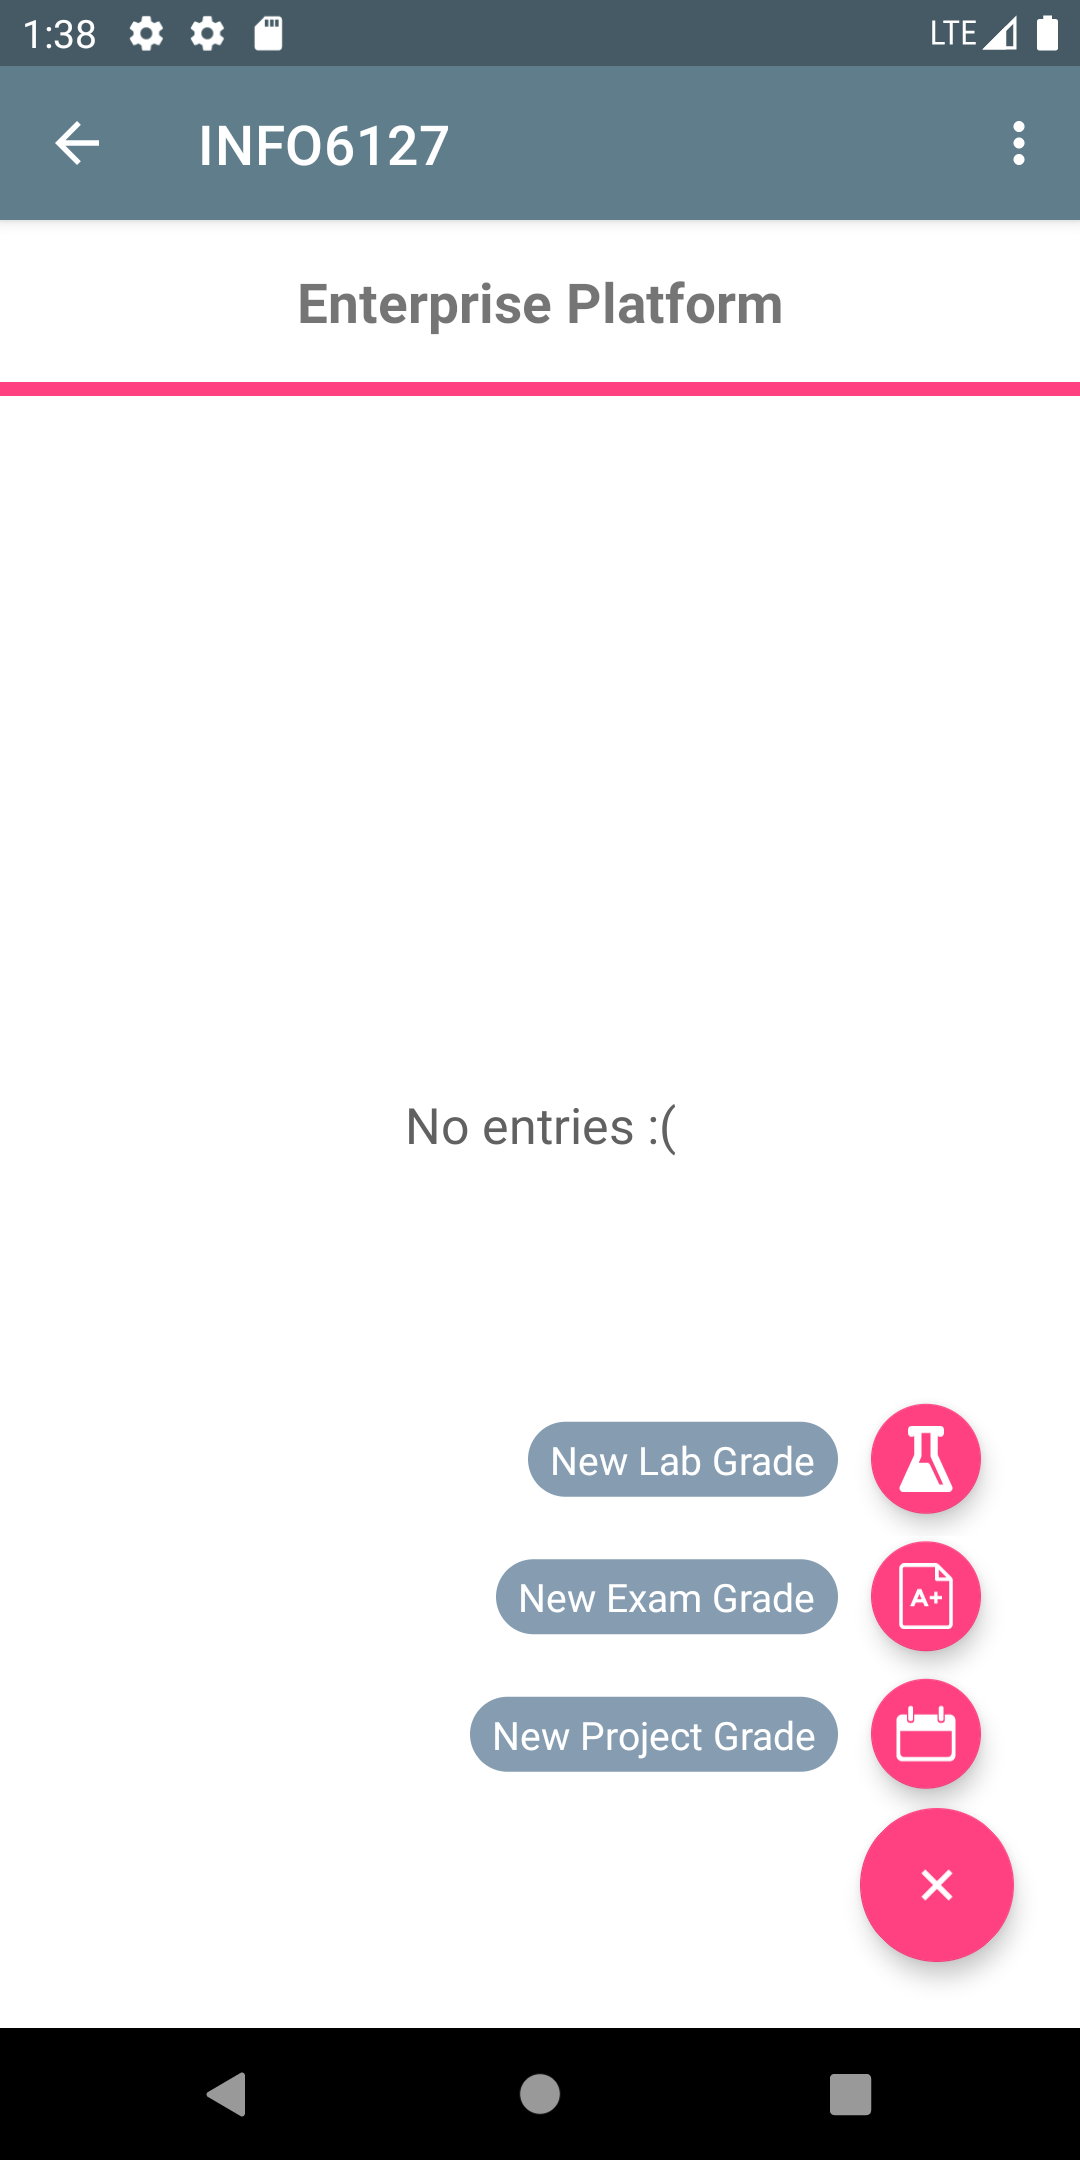 1:38
LTE
INFO6127
Enterprise Platform
No entries :(
New Lab Grade
New Exam Grade
A+
New Project Grade